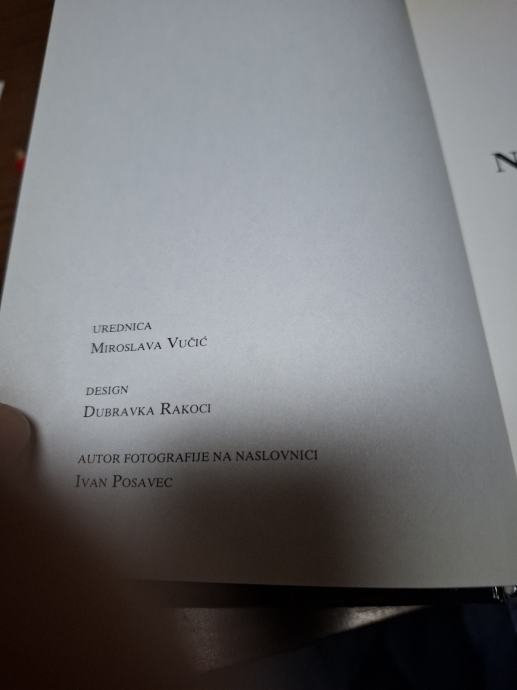 UREDNICA
MIROSLAVA VUČIĆ
DESIGN
DUBRAVKA RAKOCI
AUTOR FOTOGRAFIJE NA NASLOVNICI
IVAN POSAVEC
N